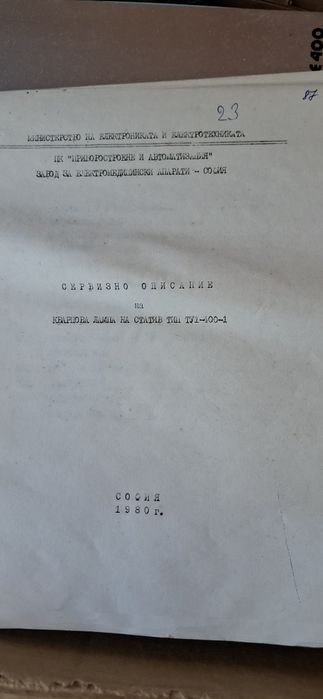 €400
87
23
МИНИСТЕРСТВО НА ЕЛЕКТРОНИКАТА И ЕЛЕКТРОТЕХНИКАТА
ПК "ПРИБОРОСТРОЕНЕ И АВТОМАТИЗАЦИЯ"
ЗАВОД ЗА ЕЛЕКТРОМЕДИЦИНСКИ АПАРАТИ - СОФИЯ
СЕРВИЗНО ОПИСАНИЕ
на
КВАРЦОВА ЛАМПА НА СТАТИВ ТИП ТУ1-400-1
СОФИЯ
1980 г.